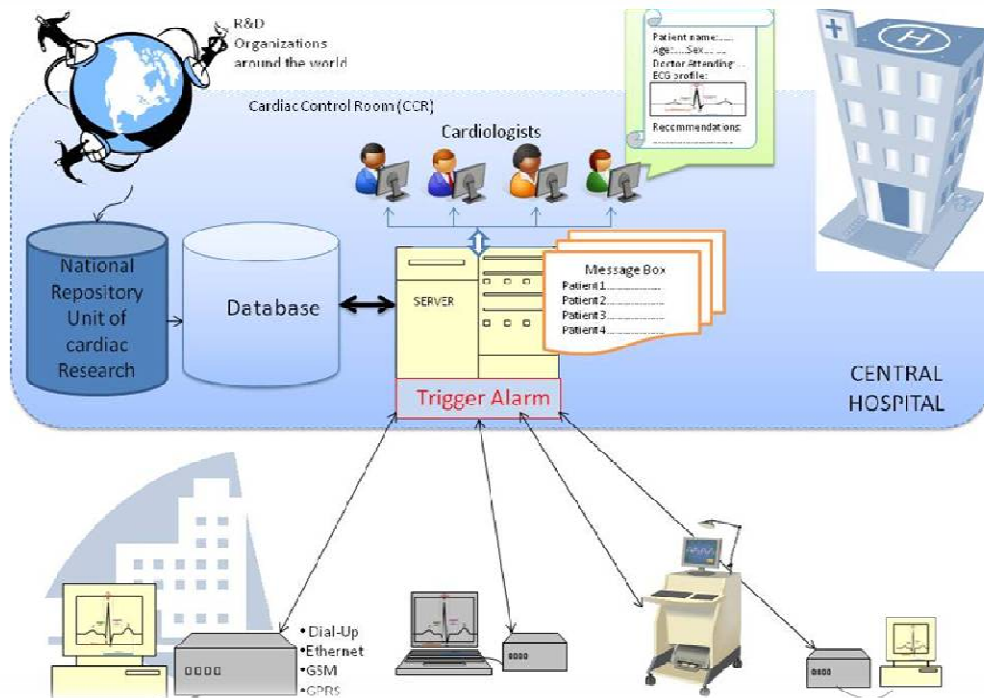 R&D
Organizations
around the world
Cardiac Control Room (CCR)
Cardiologists
Patient name:......
Age:.....Sex.........
Doctor Attending:...
ECG profile:
Recommendations:
..............................
H
National
Repository
Unit of
cardiac
Research
Database
SERVER
Message Box
Patient 1...................
Patient 2...................
Patient 3...................
Patient 4...................
Trigger Alarm
CENTRAL
HOSPITAL
•Dial-Up
•Ethernet
•GSM
•GPRS